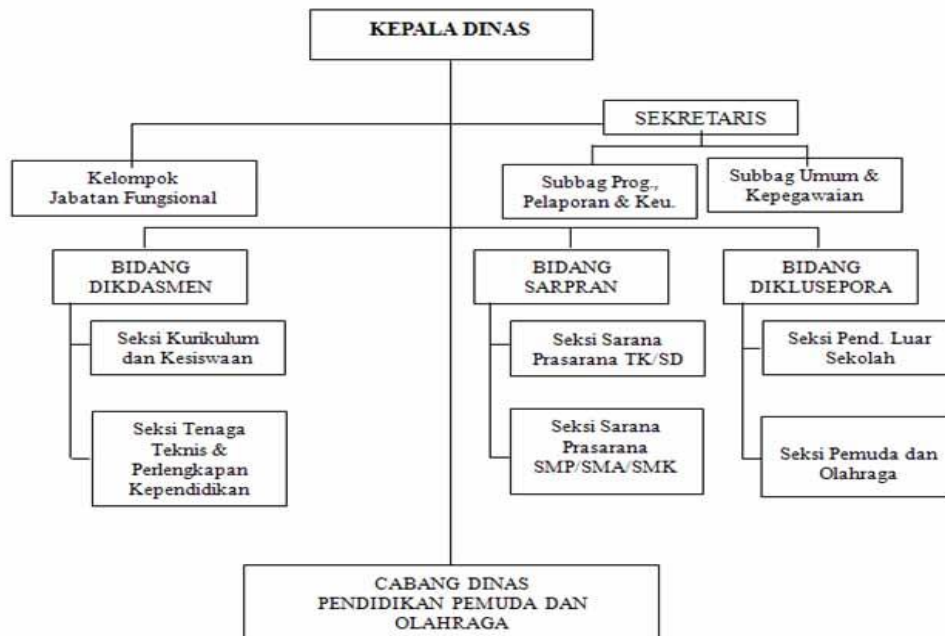 KEPALA DINAS
SEKRETARIS
Kelompok
Jabatan Fungsional
Subbag Prog.,
Pelaporan & Keu.
Subbag Umum &
Kepegawaian
BIDANG
DIKDASMEN
BIDANG
SARPRAN
BIDANG
DIKLUSEPORA
Seksi Kurikulum
dan Kesiswaan
Seksi Sarana
Prasarana TK/SD
Seksi Pend. Luar
Sekolah
Seksi Tenaga
Teknis &
Perlengkapan
Kependidikan
Seksi Sarana
Prasarana
SMP/SMA/SMK
Seksi Pemuda dan
Olahraga
CABANG DINAS
PENDIDIKAN PEMUDA DAN
OLAHRAGA